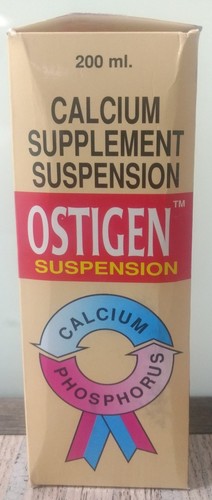 200 ml.
CALCIUM
SUPPLEMENT
SUSPENSION
OSTIGEN™
SUSPENSION
CALCIUM
PHOSPHORUS